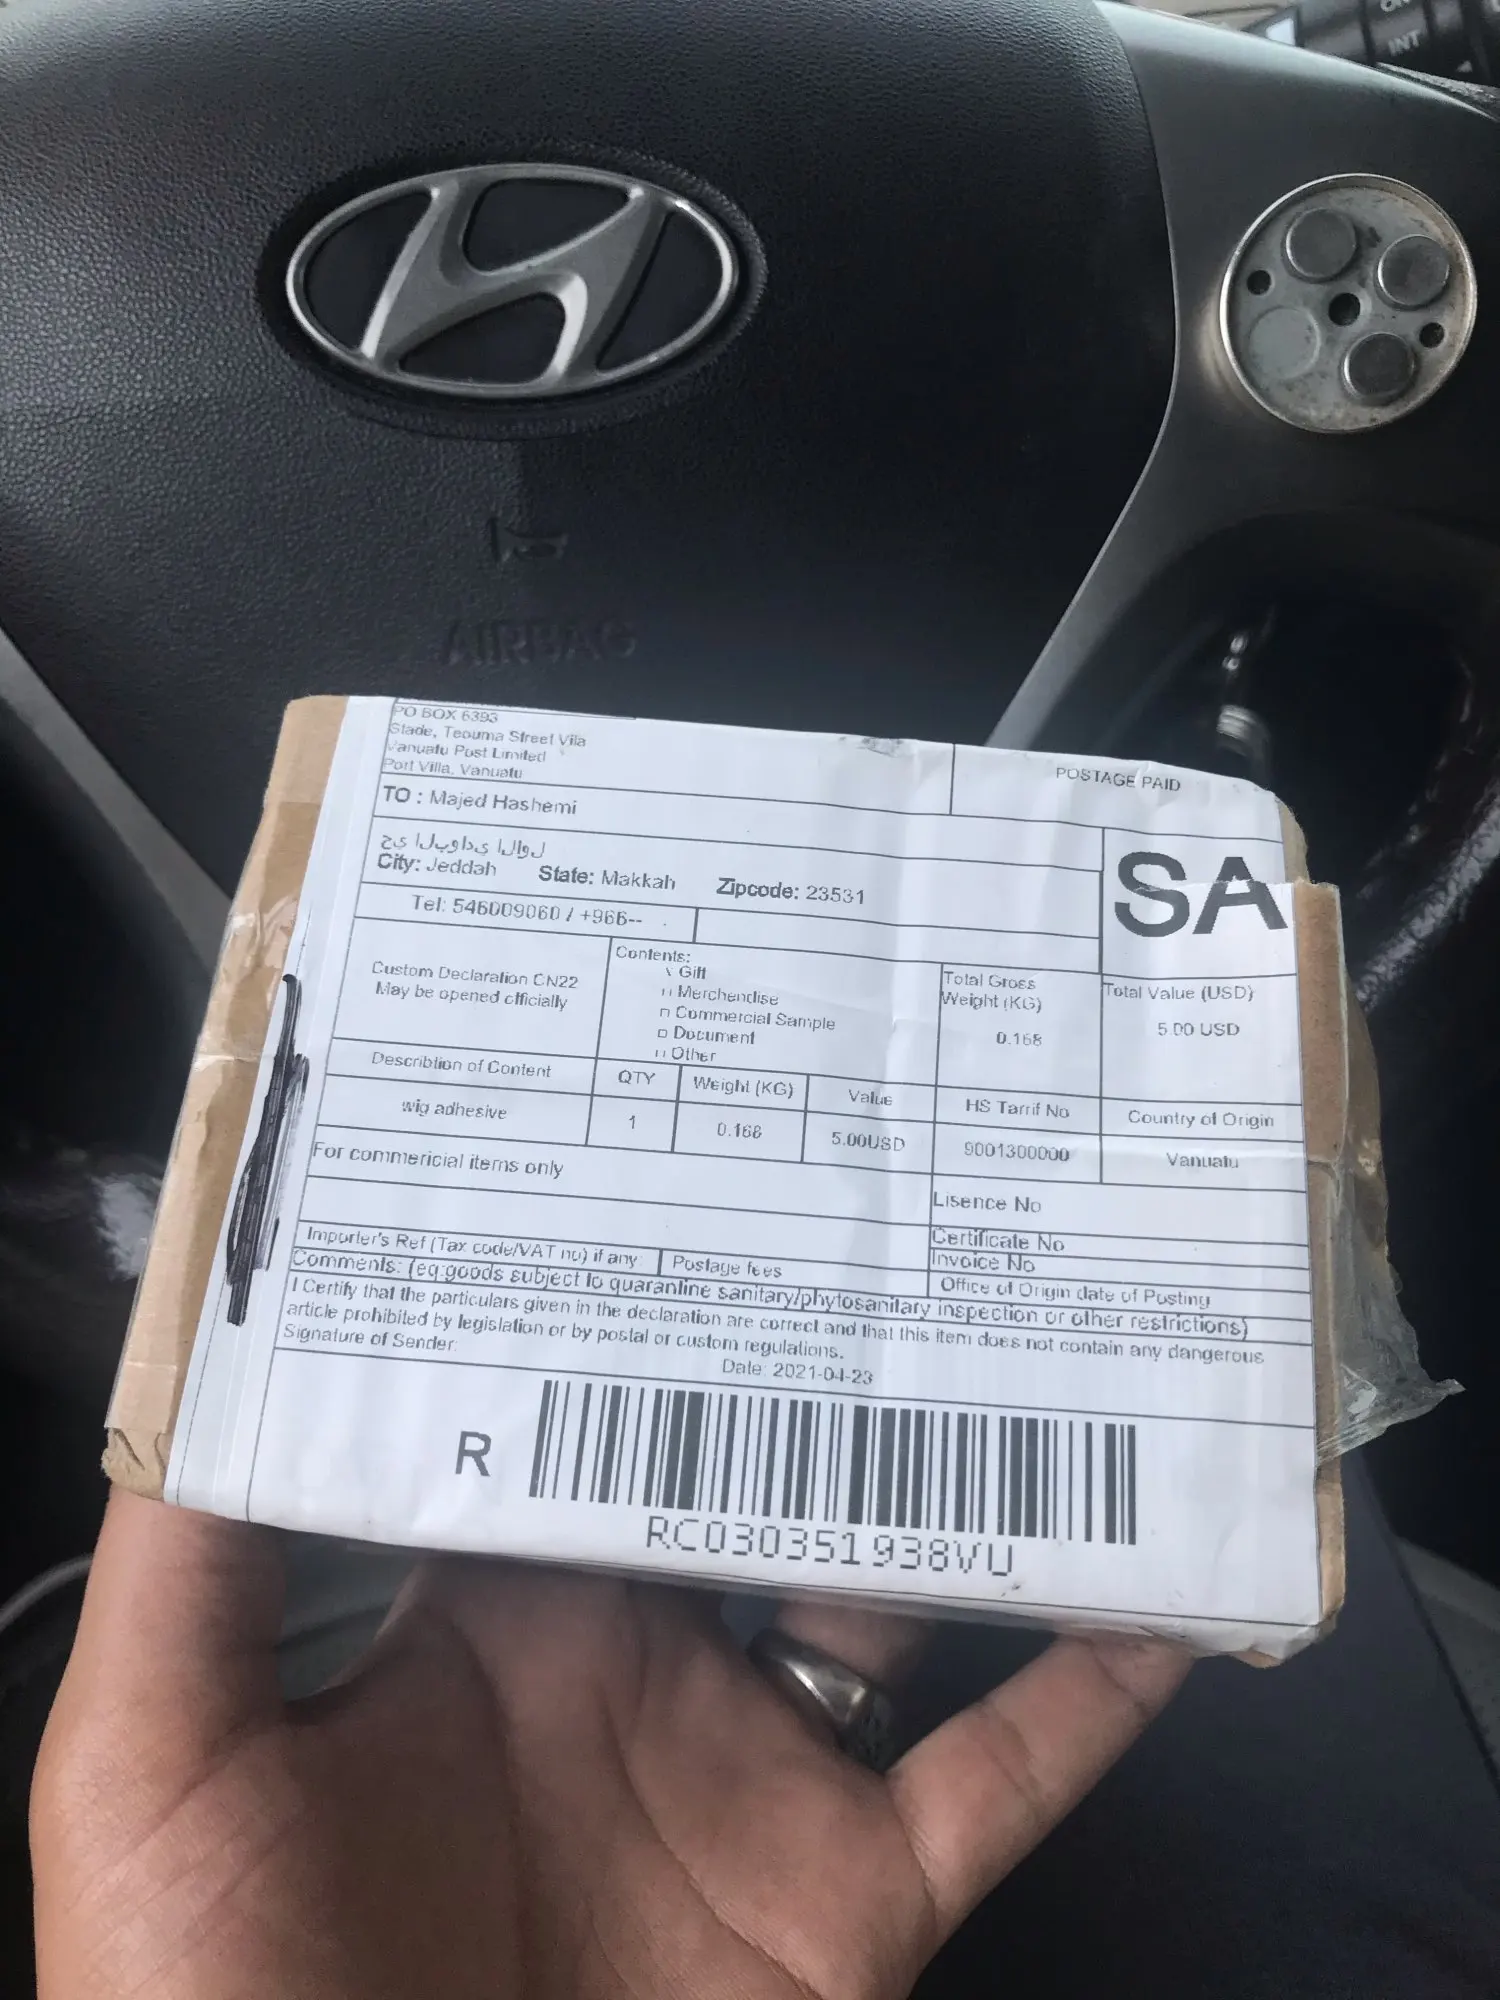 INT
AIRBAG
PO BOX 6393
Stade, Teouma Street Vila
Vanuatu Post Limited
Port Villa, Vanuatu
POSTAGE PAID
TO : Majed Hashemi
حي البوادي الاول
City: Jeddah State: Makkah Zipcode: 23531
SA
Tel: 546009060 / +966--
Custom Declaration CN22
May be opened officially
Contents:
Gift
Merchendise
Commercial Sample
Document
Other
Total Gross
Weight (KG)
0.168
Total Value (USD)
5.00 USD
Describtion of Content QTY Weight (KG) Value HS Tarrif No Country of Origin
wig adhesive 1 0.168 5.00USD 9001300000 Vanuatu
For commericial items only
Lisence No
Certificate No
Importer's Ref (Tax code/VAT no) if any Postage fees Invoice No
Office of Origin date of Posting
Comments: (eq:goods subject to quaranline sanitary/phytosanilary inspection or other restrictions)
I Certify that the particulars given in the declaration are correct and that this item does not contain any dangerous
article prohibited by legislation or by postal or custom regulations.
Signature of Sender:
Date: 2021-04-23
R
RC030351938VU